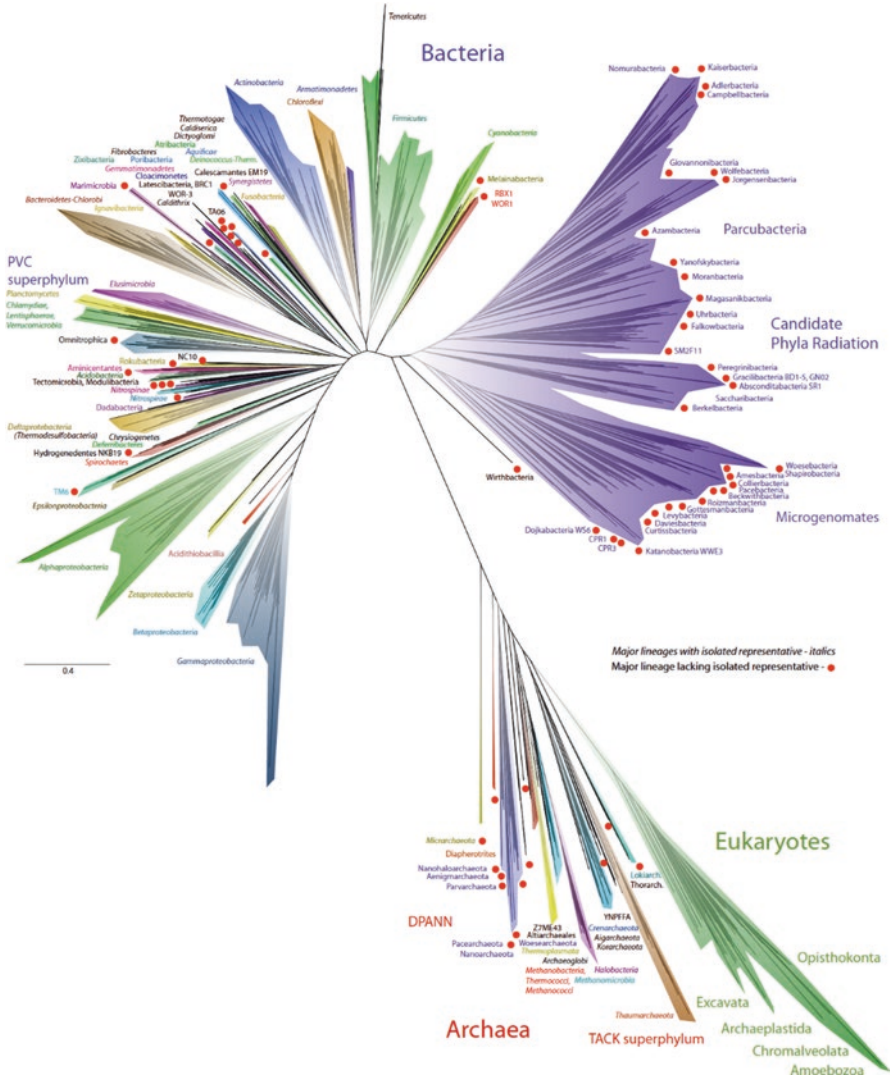 Tenericutes
Bacteria
Nomurabacteria
Kaiserbacteria
Adlerbacteria
Campbellbacteria
Actinobacteria
Armatimonadetes
Chloroflexi
Firmicutes
Cyanobacteria
Thermotogae
Caldiserica
Dictyoglomi
Atribacteria
Fibrobacteres
Aquificae
Zixibacteria
Poribacteria
Deinococcus-Therm.
Gemmatimonadetes
Cloacimonetes
Calescamantes EM19
Marimicrobia
Latescibacteria, BRC1
Synergistetes
WOR-3
Fusobacteria
Caldithrix
Bacteroidetes-Chlorobi
Ignavibacteria
TA06
Melainabacteria
RBX1
WOR1
Giovannonibacteria
Wolfebacteria
Jorgensenbacteria
Azambacteria
Parcubacteria
Yanofskybacteria
Moranbacteria
Magasanikbacteria
Uhrbacteria
Falkowbacteria
SM2F11
Candidate
Phyla Radiation
PVC
superphylum
Elusimicrobia
Planctomycetes
Chlamydiae,
Lentisphaerae,
Verrucomicrobia
Omnitrophica
NC10
Rokubacteria
Aminicentantes
Acidobacteria
Tectomicrobia, Modulibacteria
Nitrospinae
Nitrospirae
Dadabacteria
Deltaprotebacteria
(Thermodesulfobacteria)
Chrysiogenetes
Deferribacteres
Hydrogenedentes NKB19
Spirochaetes
TM6
Epsilonproteobacteria
Peregrinibacteria
Gracilibacteria BD1-5, GN02
Absconditabacteria SR1
Saccharibacteria
Berkelbacteria
Wirthbacteria
Woesebacteria
Shapirobacteria
Amesbacteria
Collierbacteria
Pacebacteria
Beckwithbacteria
Roizmanbacteria
Gottesmanbacteria
Levybacteria
Daviesbacteria
Curtissbacteria
Microgenomates
Dojkabacteria WS6
CPR1
CPR3
Katanobacteria WWE3
Alphaproteobacteria
Acidithiobacillia
Zetaproteobacteria
Betaproteobacteria
Gammaproteobacteria
0.4
Major lineages with isolated representative - italics
Major lineage lacking isolated representative -
Micrarchaeota
Diapherotrites
Nanohaloarchaeota
Aenigmarchaeota
Parvarchaeota
DPANN
Pacearchaeota
Nanoarchaeota
Woesearchaeota
Z7ME43
Altiarchaeales
Thermoplasmata
Archaeoglobi
Methanobacteria,
Thermococci,
Methanococci
Halobacteria
Methanomicrobia
YNPFFA
Crenarchaeota
Aigarchaeota
Korarchaeota
Lokiarch.
Thorarch.
Thaumarchaeota
Archaea
TACK superphylum
Eukaryotes
Opisthokonta
Excavata
Archaeplastida
Chromalveolata
Amoebozoa